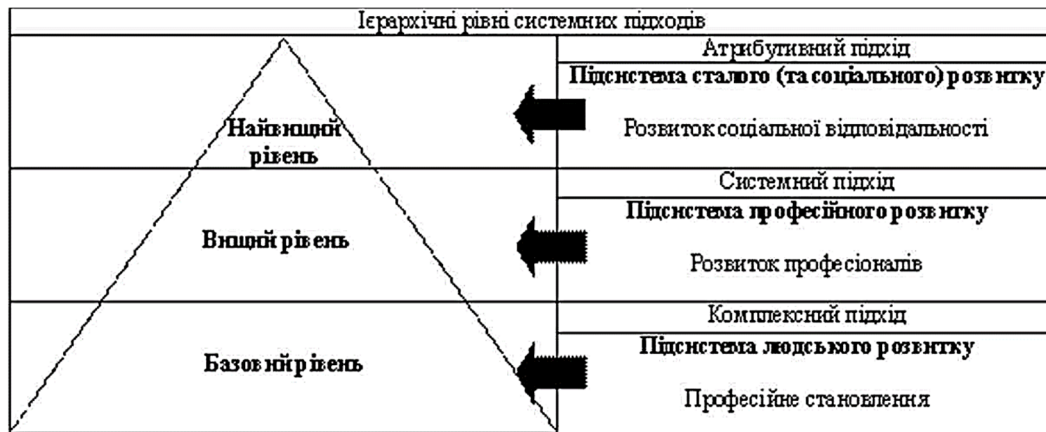 Ієрархічні рівні системних підходів
Атрибутивний підхід
Підсистема сталого (та соціального) розвитку
Найвищий
рівень
Розвиток соціальної відповідальності
Системний підхід
Підсистема професійного розвитку
Вищий рівень
Розвиток професіоналів
Комплексний підхід
Підсистема людського розвитку
Базовий рівень
Професійне становлення